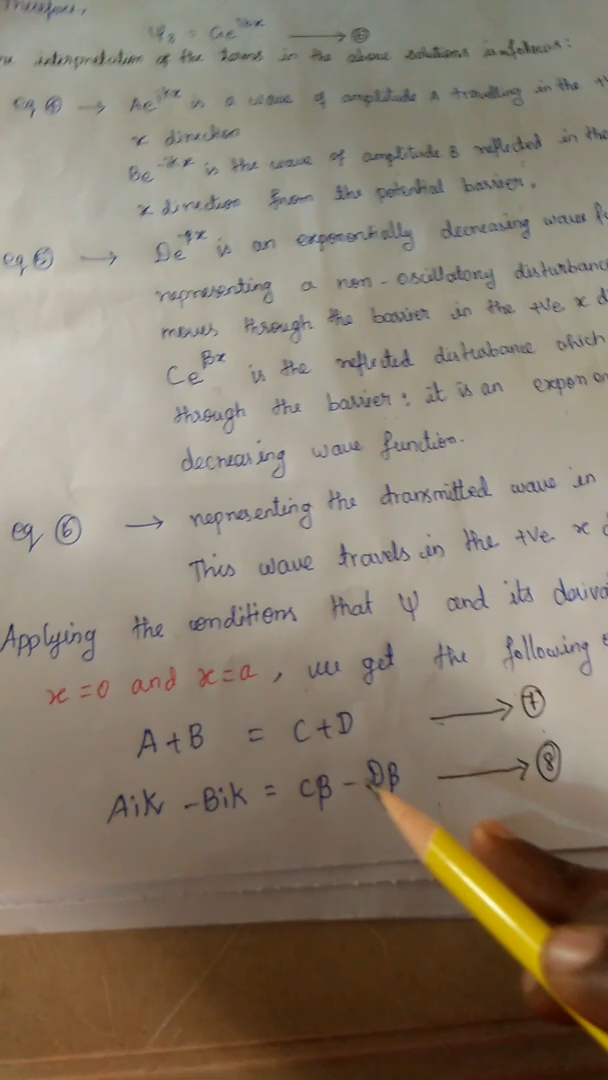 Therefore,
ψ₃ = Ge^ikx → ⑥
interpretation of the terms in the above solutions is as follows:
eq ④ → Ae^ikx is a wave of amplitude A travelling in the +ve
x direction
Be^-ikx is the wave of amplitude B reflected in the
x direction from the potential barrier.
eq ⑤ → De^-βx is an exponentially decreasing wave
representing a non-oscillatory disturbance
moves through the barrier in the +ve x
Ce^βx is the reflected disturbance which
through the barrier; it is an
decreasing wave function.
eq ⑥ → representing the transmitted wave in
This wave travels in the +ve x
Applying the conditions that ψ and its
x=0 and x=a, we get the following
A+B = C+D → ⑦
Aik - Bik = Cβ - Dβ → ⑧